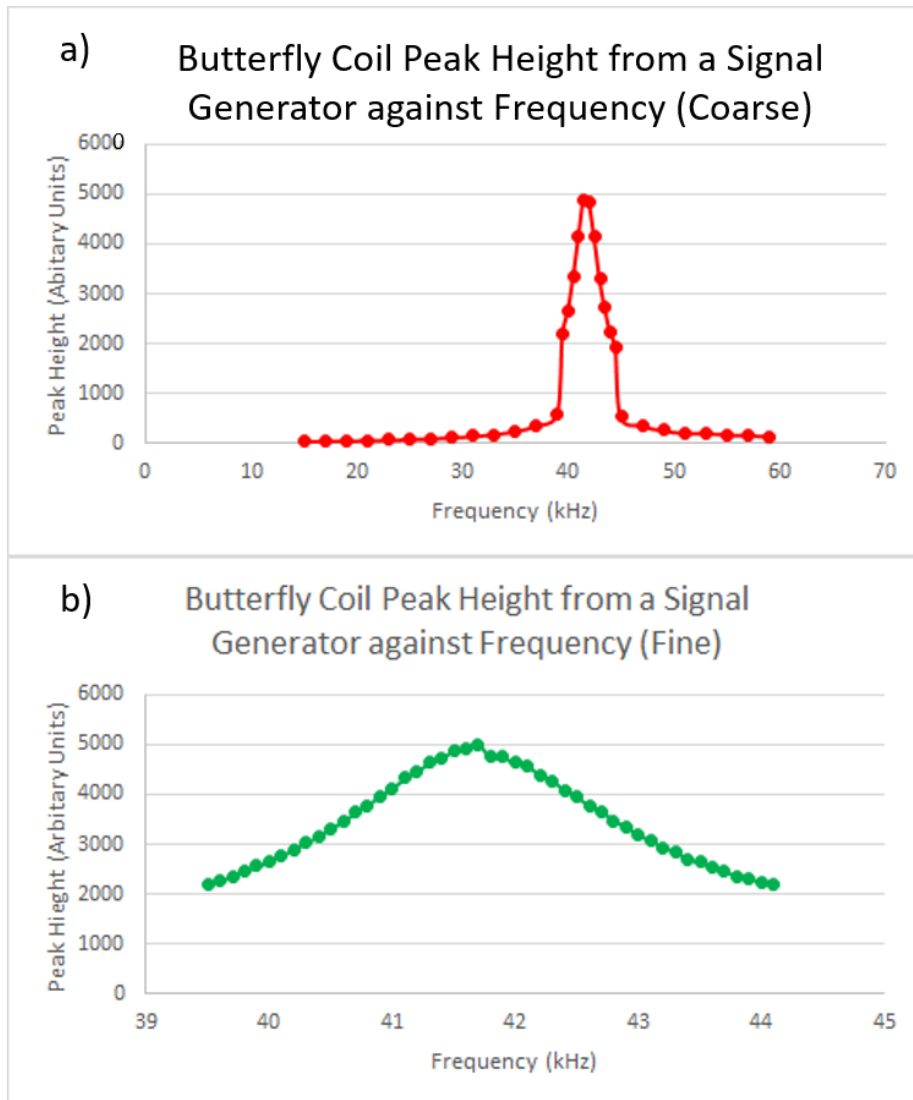 a)
Butterfly Coil Peak Height from a Signal
Generator against Frequency (Coarse)
Peak Height (Abitary Units)
6000
5000
4000
3000
2000
1000
0
0 10 20 30 40 50 60 70
Frequency (kHz)
b)
Butterfly Coil Peak Height from a Signal
Generator against Frequency (Fine)
Peak Hieght (Arbitary Units)
6000
5000
4000
3000
2000
1000
0
39 40 41 42 43 44 45
Frequency (kHz)